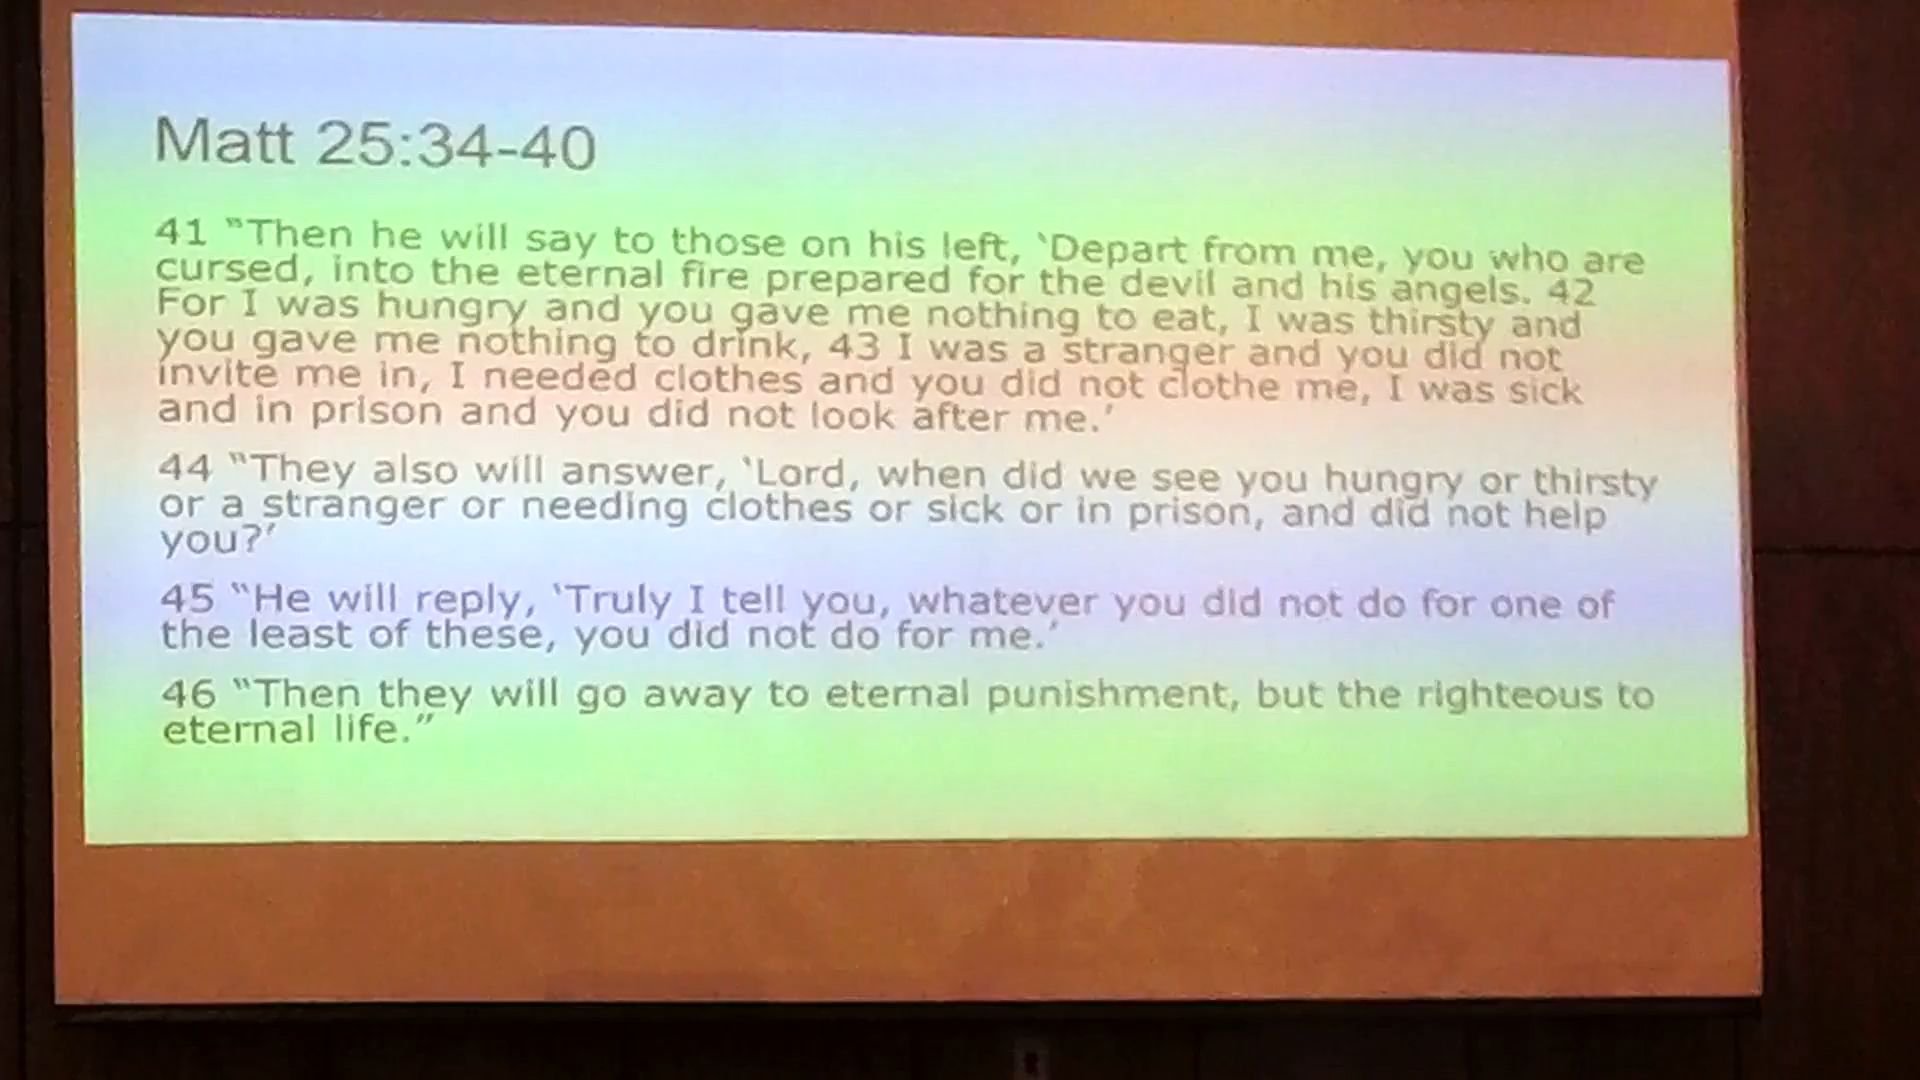 Matt 25:34-40
41 "Then he will say to those on his left, ‘Depart from me, you who are
cursed, into the eternal fire prepared for the devil and his angels. 42
For I was hungry and you gave me nothing to eat, I was thirsty and
you gave me nothing to drink, 43 I was a stranger and you did not
invite me in, I needed clothes and you did not clothe me, I was sick
and in prison and you did not look after me.’
44 “They also will answer, ‘Lord, when did we see you hungry or thirsty
or a stranger or needing clothes or sick or in prison, and did not help
you?’
45 “He will reply, ‘Truly I tell you, whatever you did not do for one of
the least of these, you did not do for me.’
46 “Then they will go away to eternal punishment, but the righteous to
eternal life.”